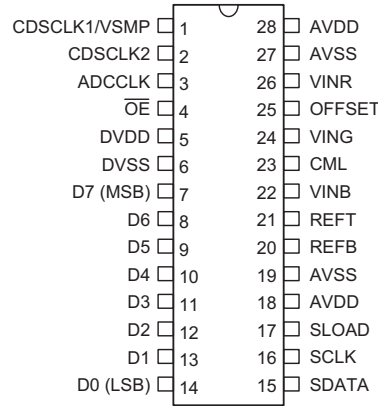 CDSCLK1/VSMP 1 28 AVDD
CDSCLK2 2 27 AVSS
ADCCLK 3 26 VINR
O̅E̅ 4 25 OFFSET
DVDD 5 24 VING
DVSS 6 23 CML
D7 (MSB) 7 22 VINB
D6 8 21 REFT
D5 9 20 REFB
D4 10 19 AVSS
D3 11 18 AVDD
D2 12 17 SLOAD
D1 13 16 SCLK
D0 (LSB) 14 15 SDATA